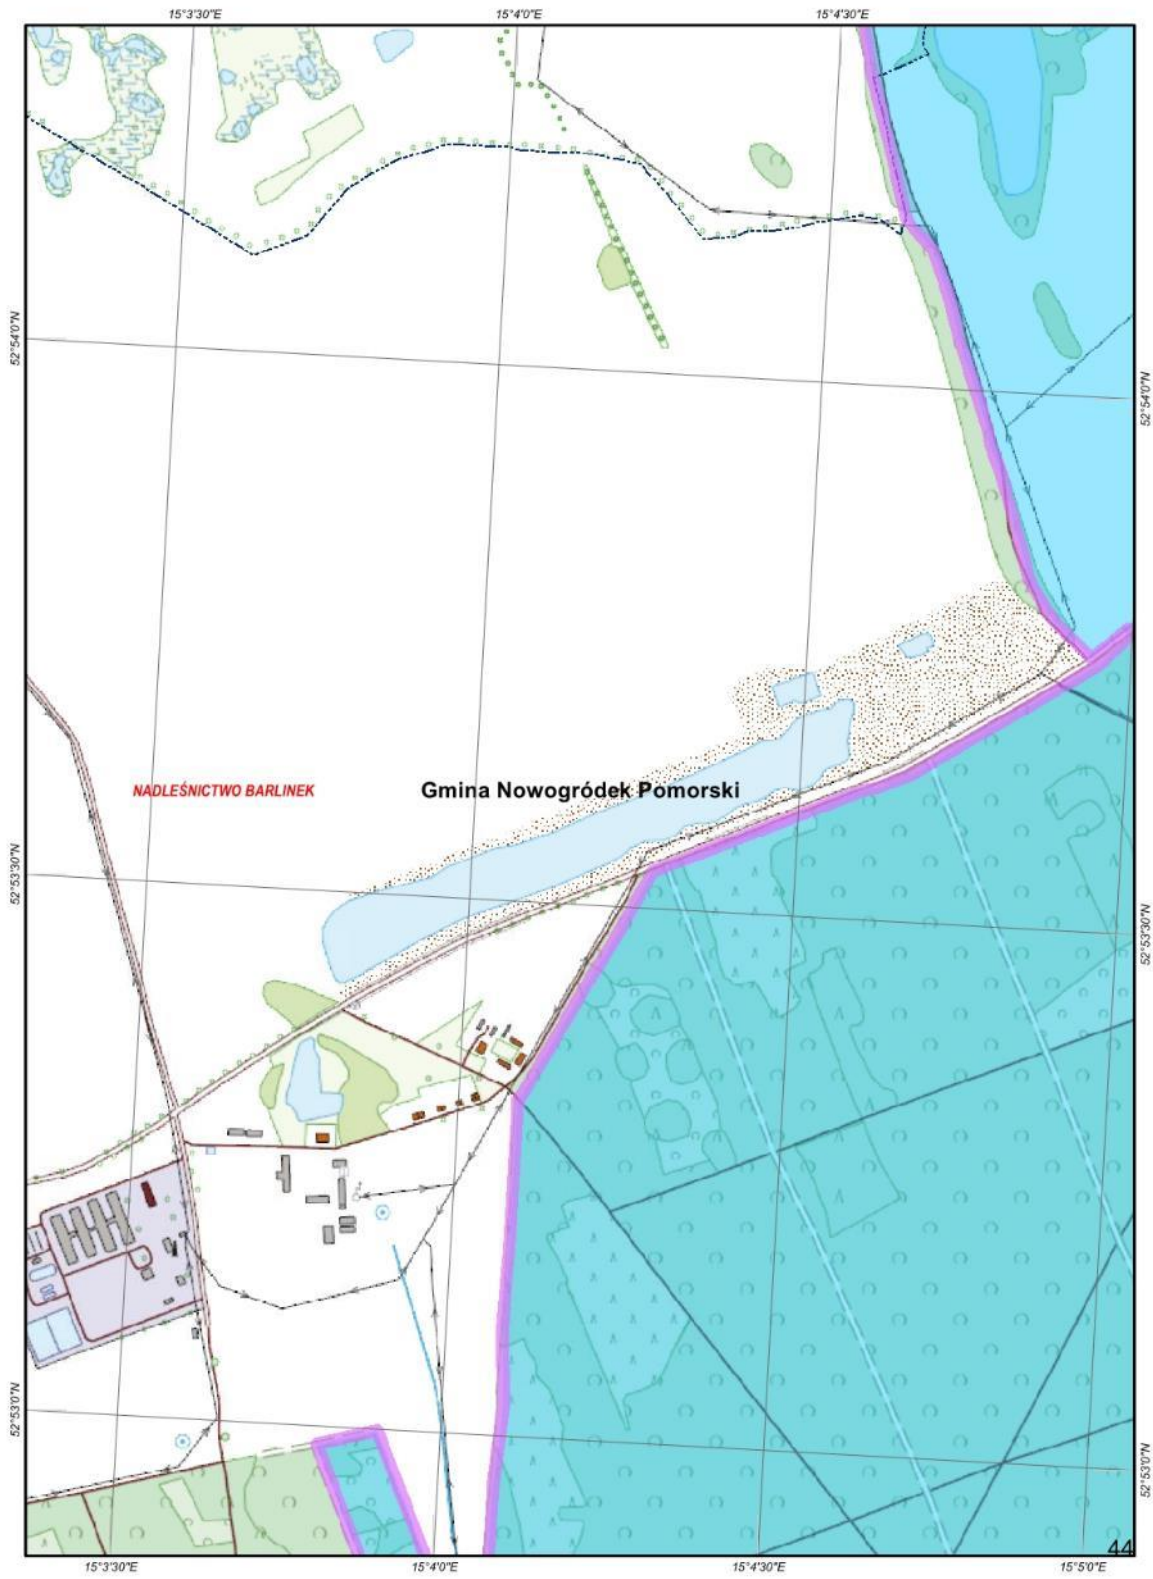 15°3'30"E 15°4'0"E 15°4'30"E
52°54'0"N
52°54'0"N
NADLEŚNICTWO BARLINEK
Gmina Nowogródek Pomorski
52°53'30"N
52°53'30"N
52°53'0"N
52°53'0"N
44
15°3'30"E 15°4'0"E 15°4'30"E 15°5'0"E